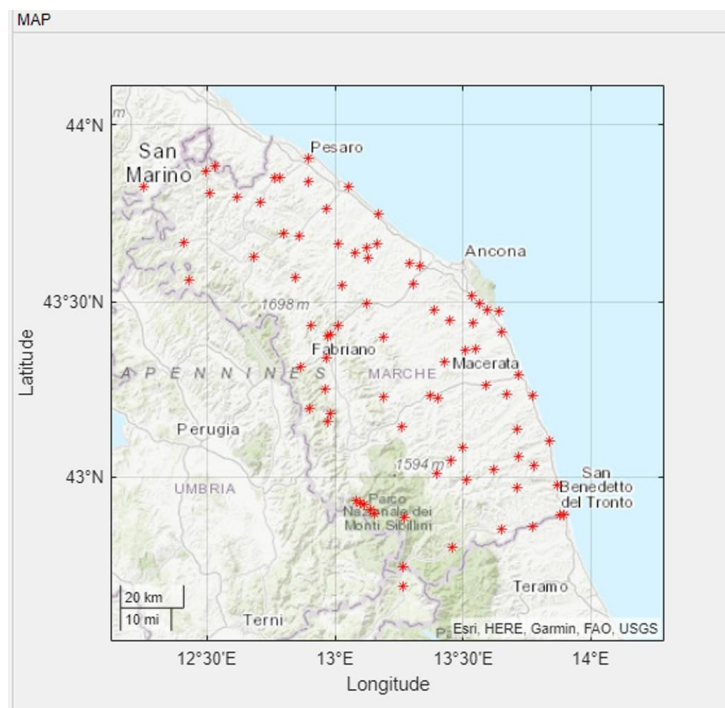 MAP
44°N
m
San
Marino
Pesaro
Ancona
43°30'N
1698 m
Fabriano
Macerata
APENNINES
MARCHE
Perugia
1594 m
43°N
San
Benedetto
del Tronto
UMBRIA
Parco
Nazionale dei
Monti Sibillini
Teramo
20 km
10 mi
Terni
Esri, HERE, Garmin, FAO, USGS
12°30'E
13°E
13°30'E
14°E
Longitude
Latitude